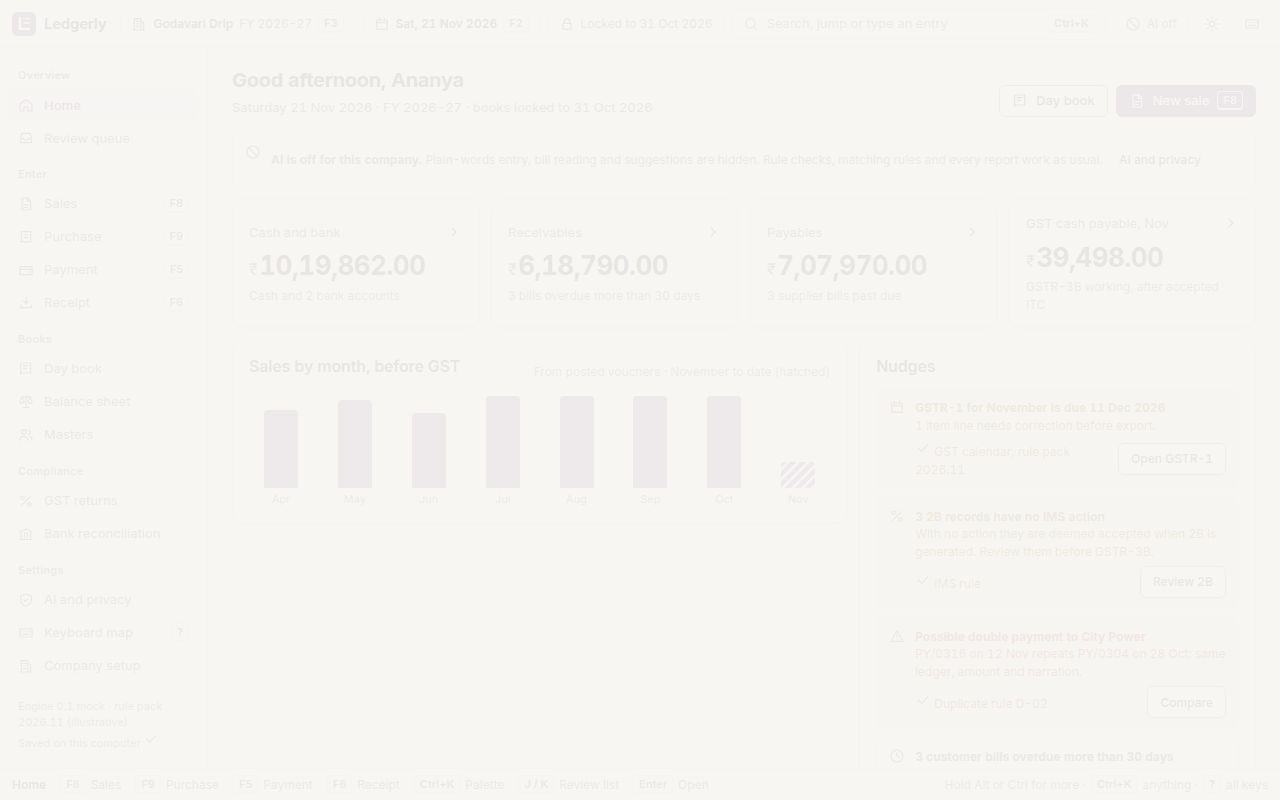 Ledgerly
Godavari Drip FY 2026-27 F3
Sat, 21 Nov 2026 F2
Locked to 31 Oct 2026
Search, jump or type an entry Ctrl+K
AI off
Overview
Home
Review queue
Enter
Sales F8
Purchase F9
Payment F5
Receipt F6
Books
Day book
Balance sheet
Masters
Compliance
GST returns
Bank reconciliation
Settings
AI and privacy
Keyboard map ?
Company setup
Engine 0.1 mock · rule pack
2026.11 (illustrative)
Saved on this computer
Good afternoon, Ananya
Saturday 21 Nov 2026 · FY 2026-27 · books locked to 31 Oct 2026
Day book
New sale F8
AI is off for this company. Plain-words entry, bill reading and suggestions are hidden. Rule checks, matching rules and every report work as usual. AI and privacy
Cash and bank
₹10,19,862.00
Cash and 2 bank accounts
Receivables
₹6,18,790.00
3 bills overdue more than 30 days
Payables
₹7,07,970.00
3 supplier bills past due
GST cash payable, Nov
₹39,498.00
GSTR-3B working, after accepted
ITC
Sales by month, before GST
From posted vouchers · November to date (hatched)
Apr May Jun Jul Aug Sep Oct Nov
Nudges
GSTR-1 for November is due 11 Dec 2026
1 item line needs correction before export.
GST calendar, rule pack
2026.11
Open GSTR-1
3 2B records have no IMS action
With no action they are deemed accepted when 2B is
generated. Review them before GSTR-3B.
IMS rule
Review 2B
Possible double payment to City Power
PY/0316 on 12 Nov repeats PY/0304 on 28 Oct: same
ledger, amount and narration.
Duplicate rule D-02
Compare
3 customer bills overdue more than 30 days
Home F8 Sales F9 Purchase F5 Payment F6 Receipt Ctrl+K Palette J / K Review list Enter Open
Hold Alt or Ctrl for more · Ctrl+K anything · ? all keys